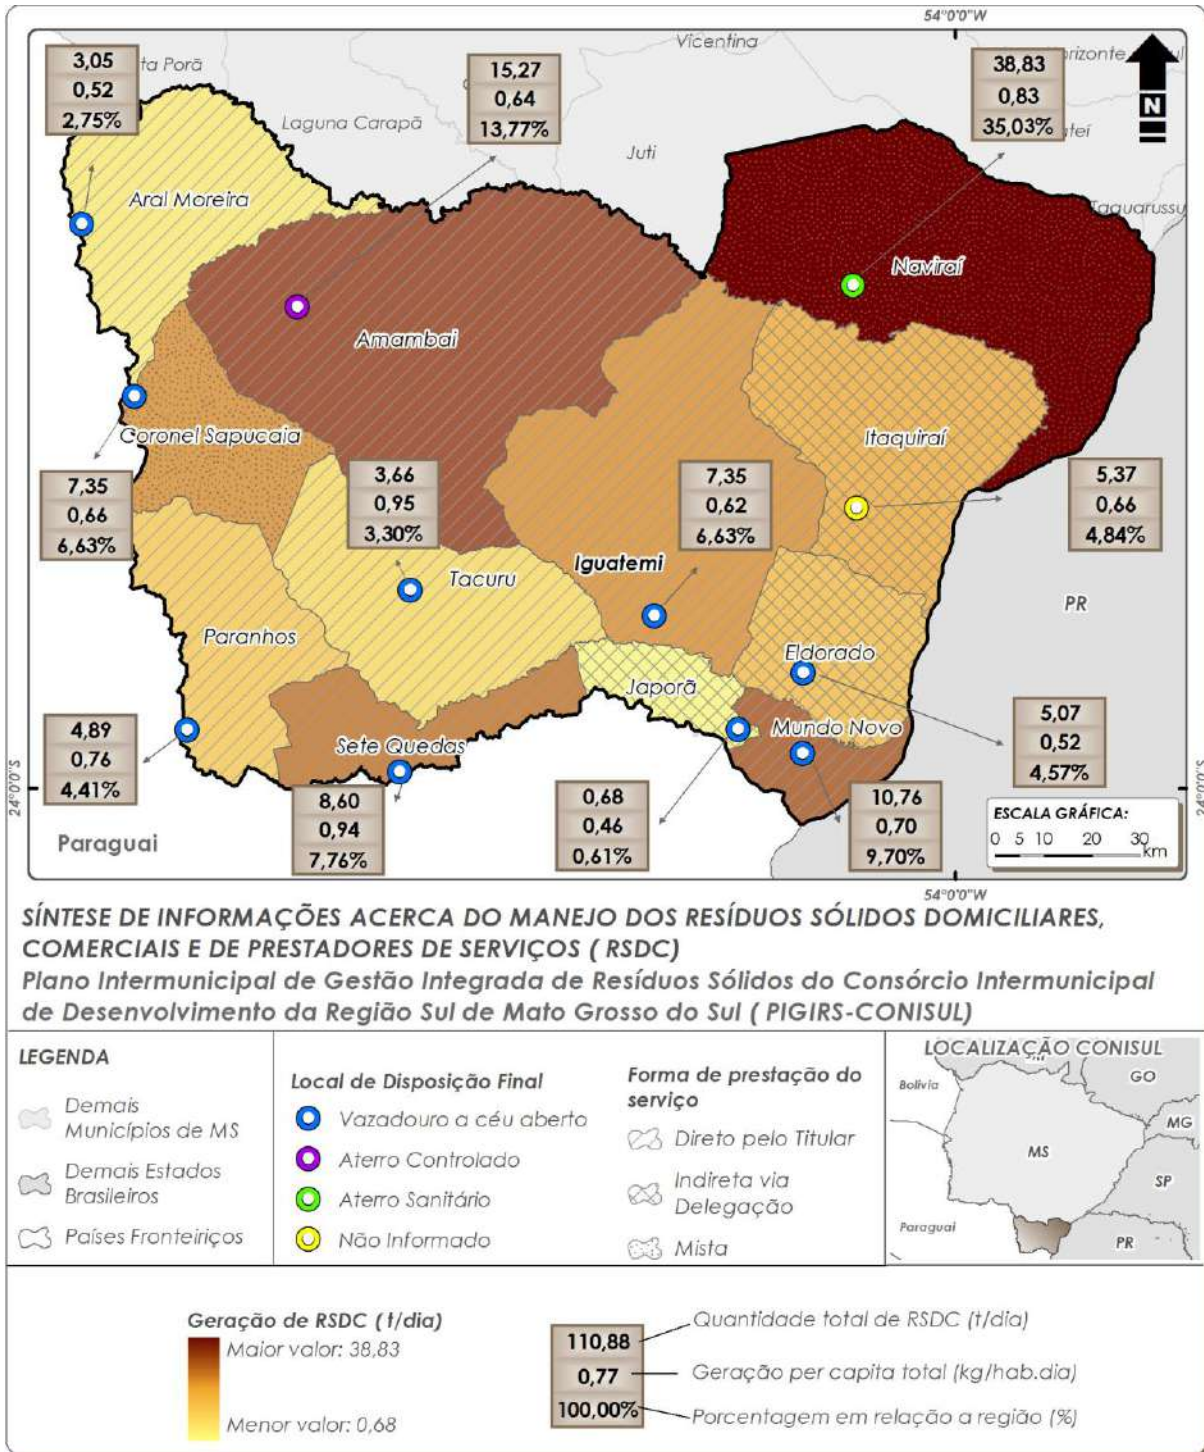 54°0'0"W
Vicentina
3,05
0,52
2,75%
ta Porã
15,27
0,64
13,77%
38,83
0,83
35,03%
N
Laguna Carapã
Juti
Taquarussu
Aral Moreira
Naviraí
Amambai
Coronel Sapucaia
Itaquiraí
7,35
0,66
6,63%
3,66
0,95
3,30%
7,35
0,62
6,63%
5,37
0,66
4,84%
Iguatemi
Tacuru
PR
Paranhos
Eldorado
Japorã
4,89
0,76
4,41%
Sete Quedas
Mundo Novo
5,07
0,52
4,57%
24°0'0"S
24°0'0"S
8,60
0,94
7,76%
0,68
0,46
0,61%
10,76
0,70
9,70%
Paraguai
ESCALA GRÁFICA:
0 5 10 20 30
km
54°0'0"W
SÍNTESE DE INFORMAÇÕES ACERCA DO MANEJO DOS RESÍDUOS SÓLIDOS DOMICILIARES,
COMERCIAIS E DE PRESTADORES DE SERVIÇOS ( RSDC)
Plano Intermunicipal de Gestão Integrada de Resíduos Sólidos do Consórcio Intermunicipal
de Desenvolvimento da Região Sul de Mato Grosso do Sul ( PIGIRS-CONISUL)
LEGENDA
Demais
Municípios de MS
Demais Estados
Brasileiros
Países Fronteiriços
Local de Disposição Final
Vazadouro a céu aberto
Aterro Controlado
Aterro Sanitário
Não Informado
Forma de prestação do
serviço
Direto pelo Titular
Indireta via
Delegação
Mista
LOCALIZAÇÃO CONISUL
Bolívia
GO
MG
MS
SP
Paraguai
PR
Geração de RSDC ( t/dia)
Maior valor: 38,83
Menor valor: 0,68
110,88
0,77
100,00%
Quantidade total de RSDC (t/dia)
Geração per capita total (kg/hab.dia)
Porcentagem em relação a região (%)